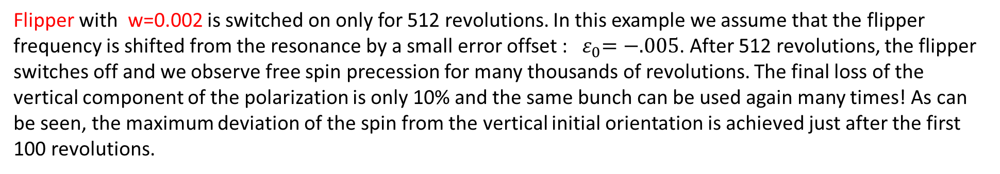 Flipper with w=0.002 is switched on only for 512 revolutions. In this example we assume that the flipper
frequency is shifted from the resonance by a small error offset : ε₀= −.005. After 512 revolutions, the flipper
switches off and we observe free spin precession for many thousands of revolutions. The final loss of the
vertical component of the polarization is only 10% and the same bunch can be used again many times! As can
be seen, the maximum deviation of the spin from the vertical initial orientation is achieved just after the first
100 revolutions.